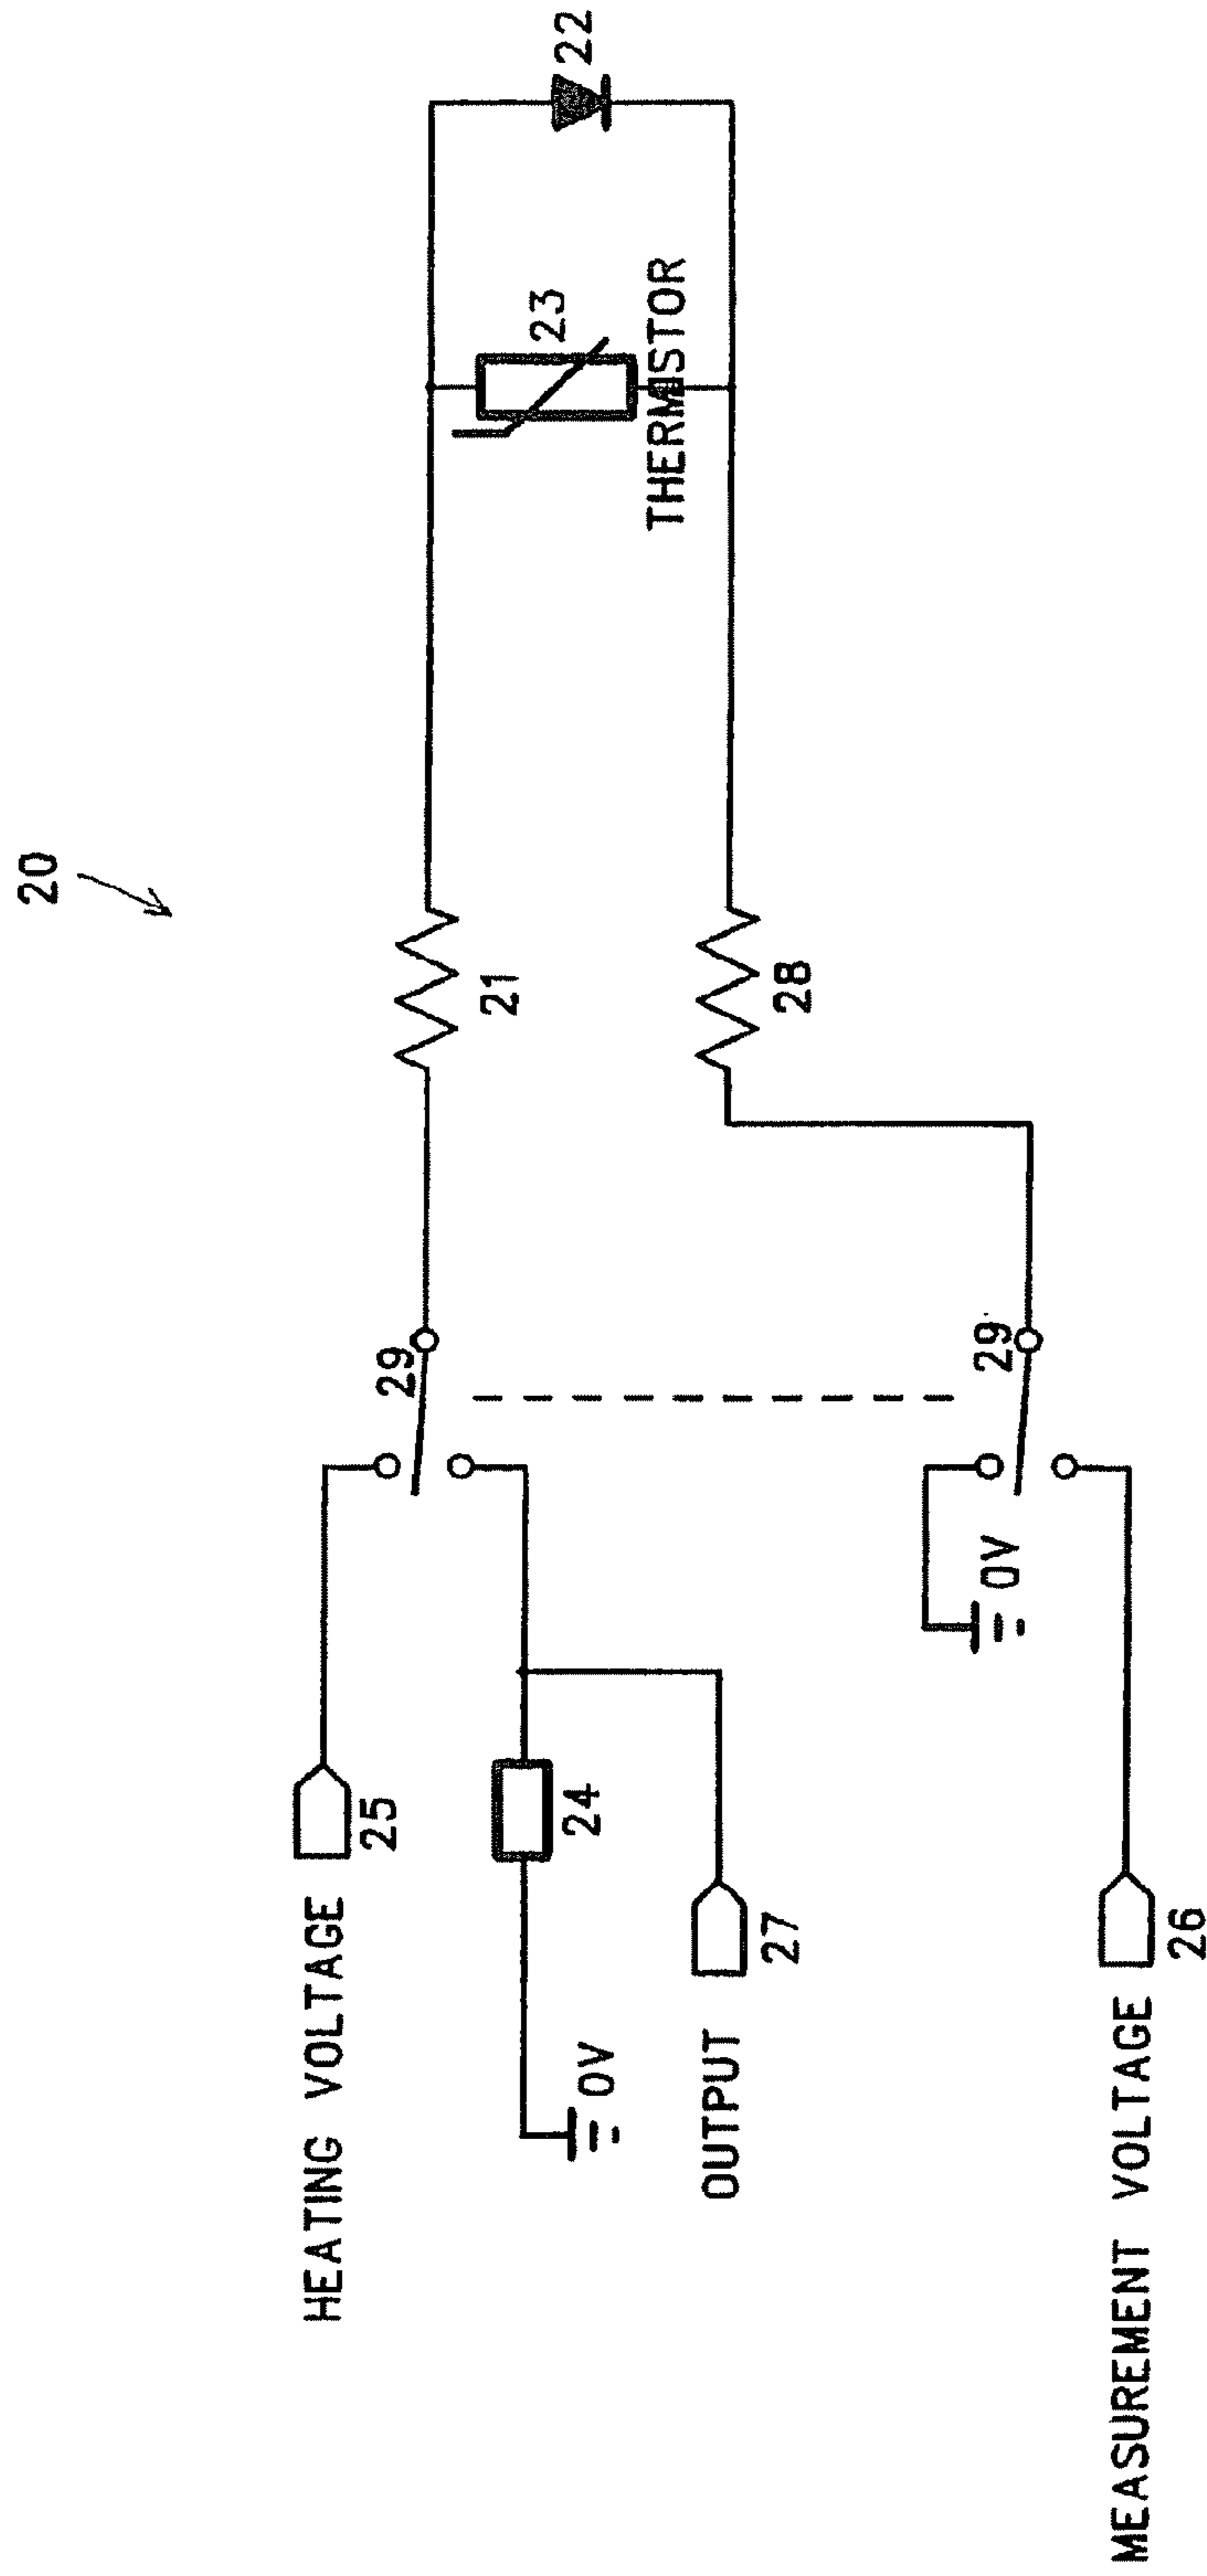 20
HEATING VOLTAGE
25
29
21
23
22
0V
24
THERMISTOR
OUTPUT
27
28
0V
29
MEASUREMENT VOLTAGE
26